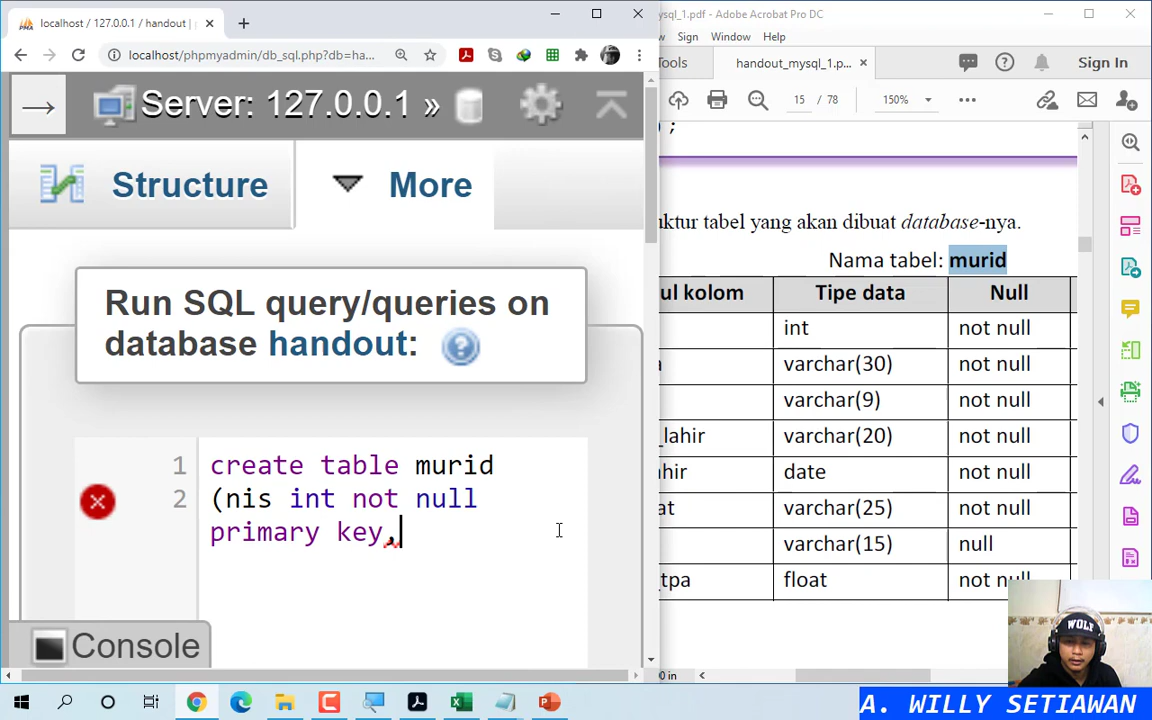 localhost / 127.0.0.1 / handout |
localhost/phpmyadmin/db_sql.php?db=ha...
Server: 127.0.0.1 »
Structure
More
Run SQL query/queries on
database handout:
1 create table murid
2 (nis int not null
primary key,
Console
mysql_1.pdf - Adobe Acrobat Pro DC
w Sign Window Help
Tools
handout_mysql_1.p...
Sign In
15 / 78
150%
) ;
uktur tabel yang akan dibuat database-nya.
Nama tabel: murid
ul kolom Tipe data Null
int not null
a varchar(30) not null
varchar(9) not null
_lahir varchar(20) not null
ahir date not null
at varchar(25) not null
varchar(15) null
_tpa float not null
00 in
WOLF
A. WILLY SETIAWAN